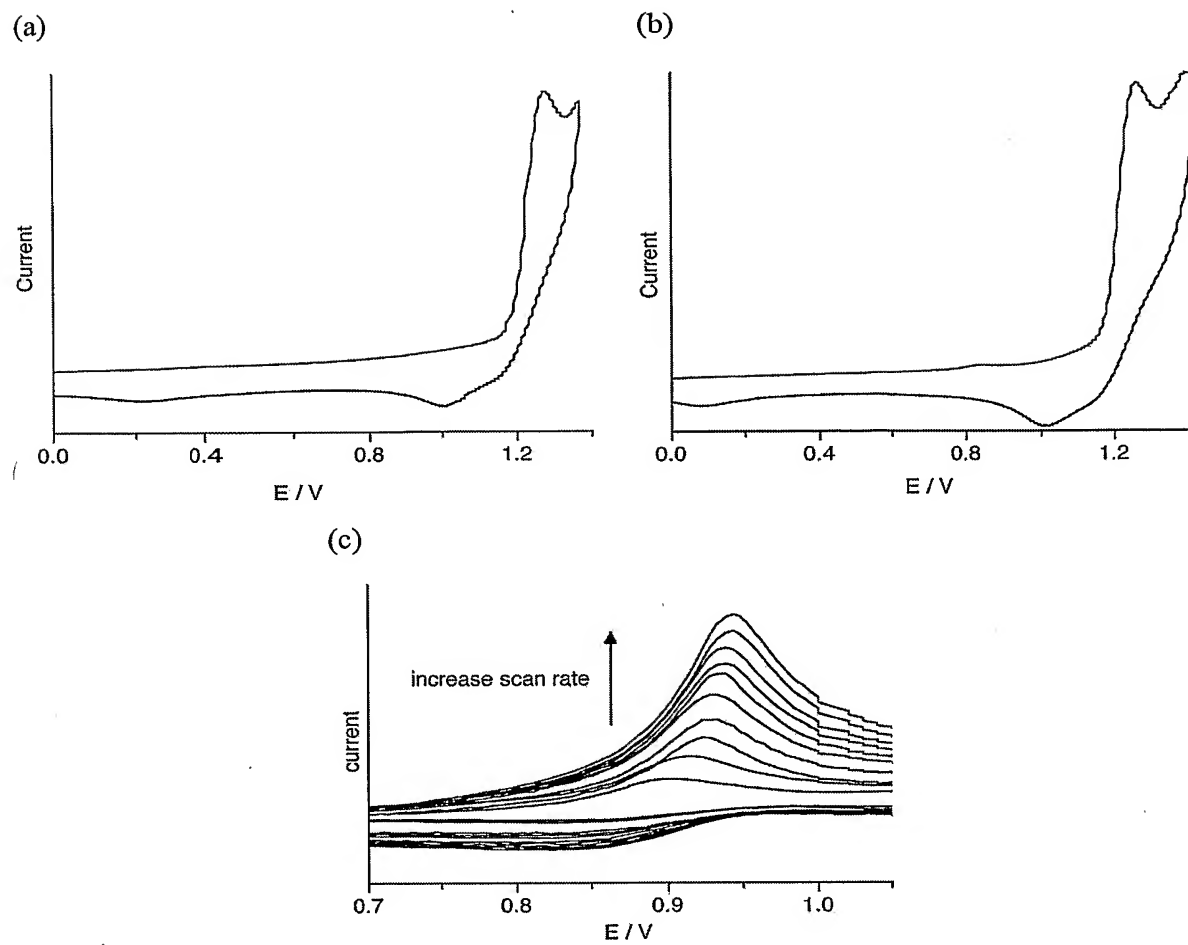 (a)
Current
0.0 0.4 0.8 1.2
E / V
(b)
Current
0.0 0.4 0.8 1.2
E / V
(c)
increase scan rate
current
0.7 0.8 0.9 1.0
E / V